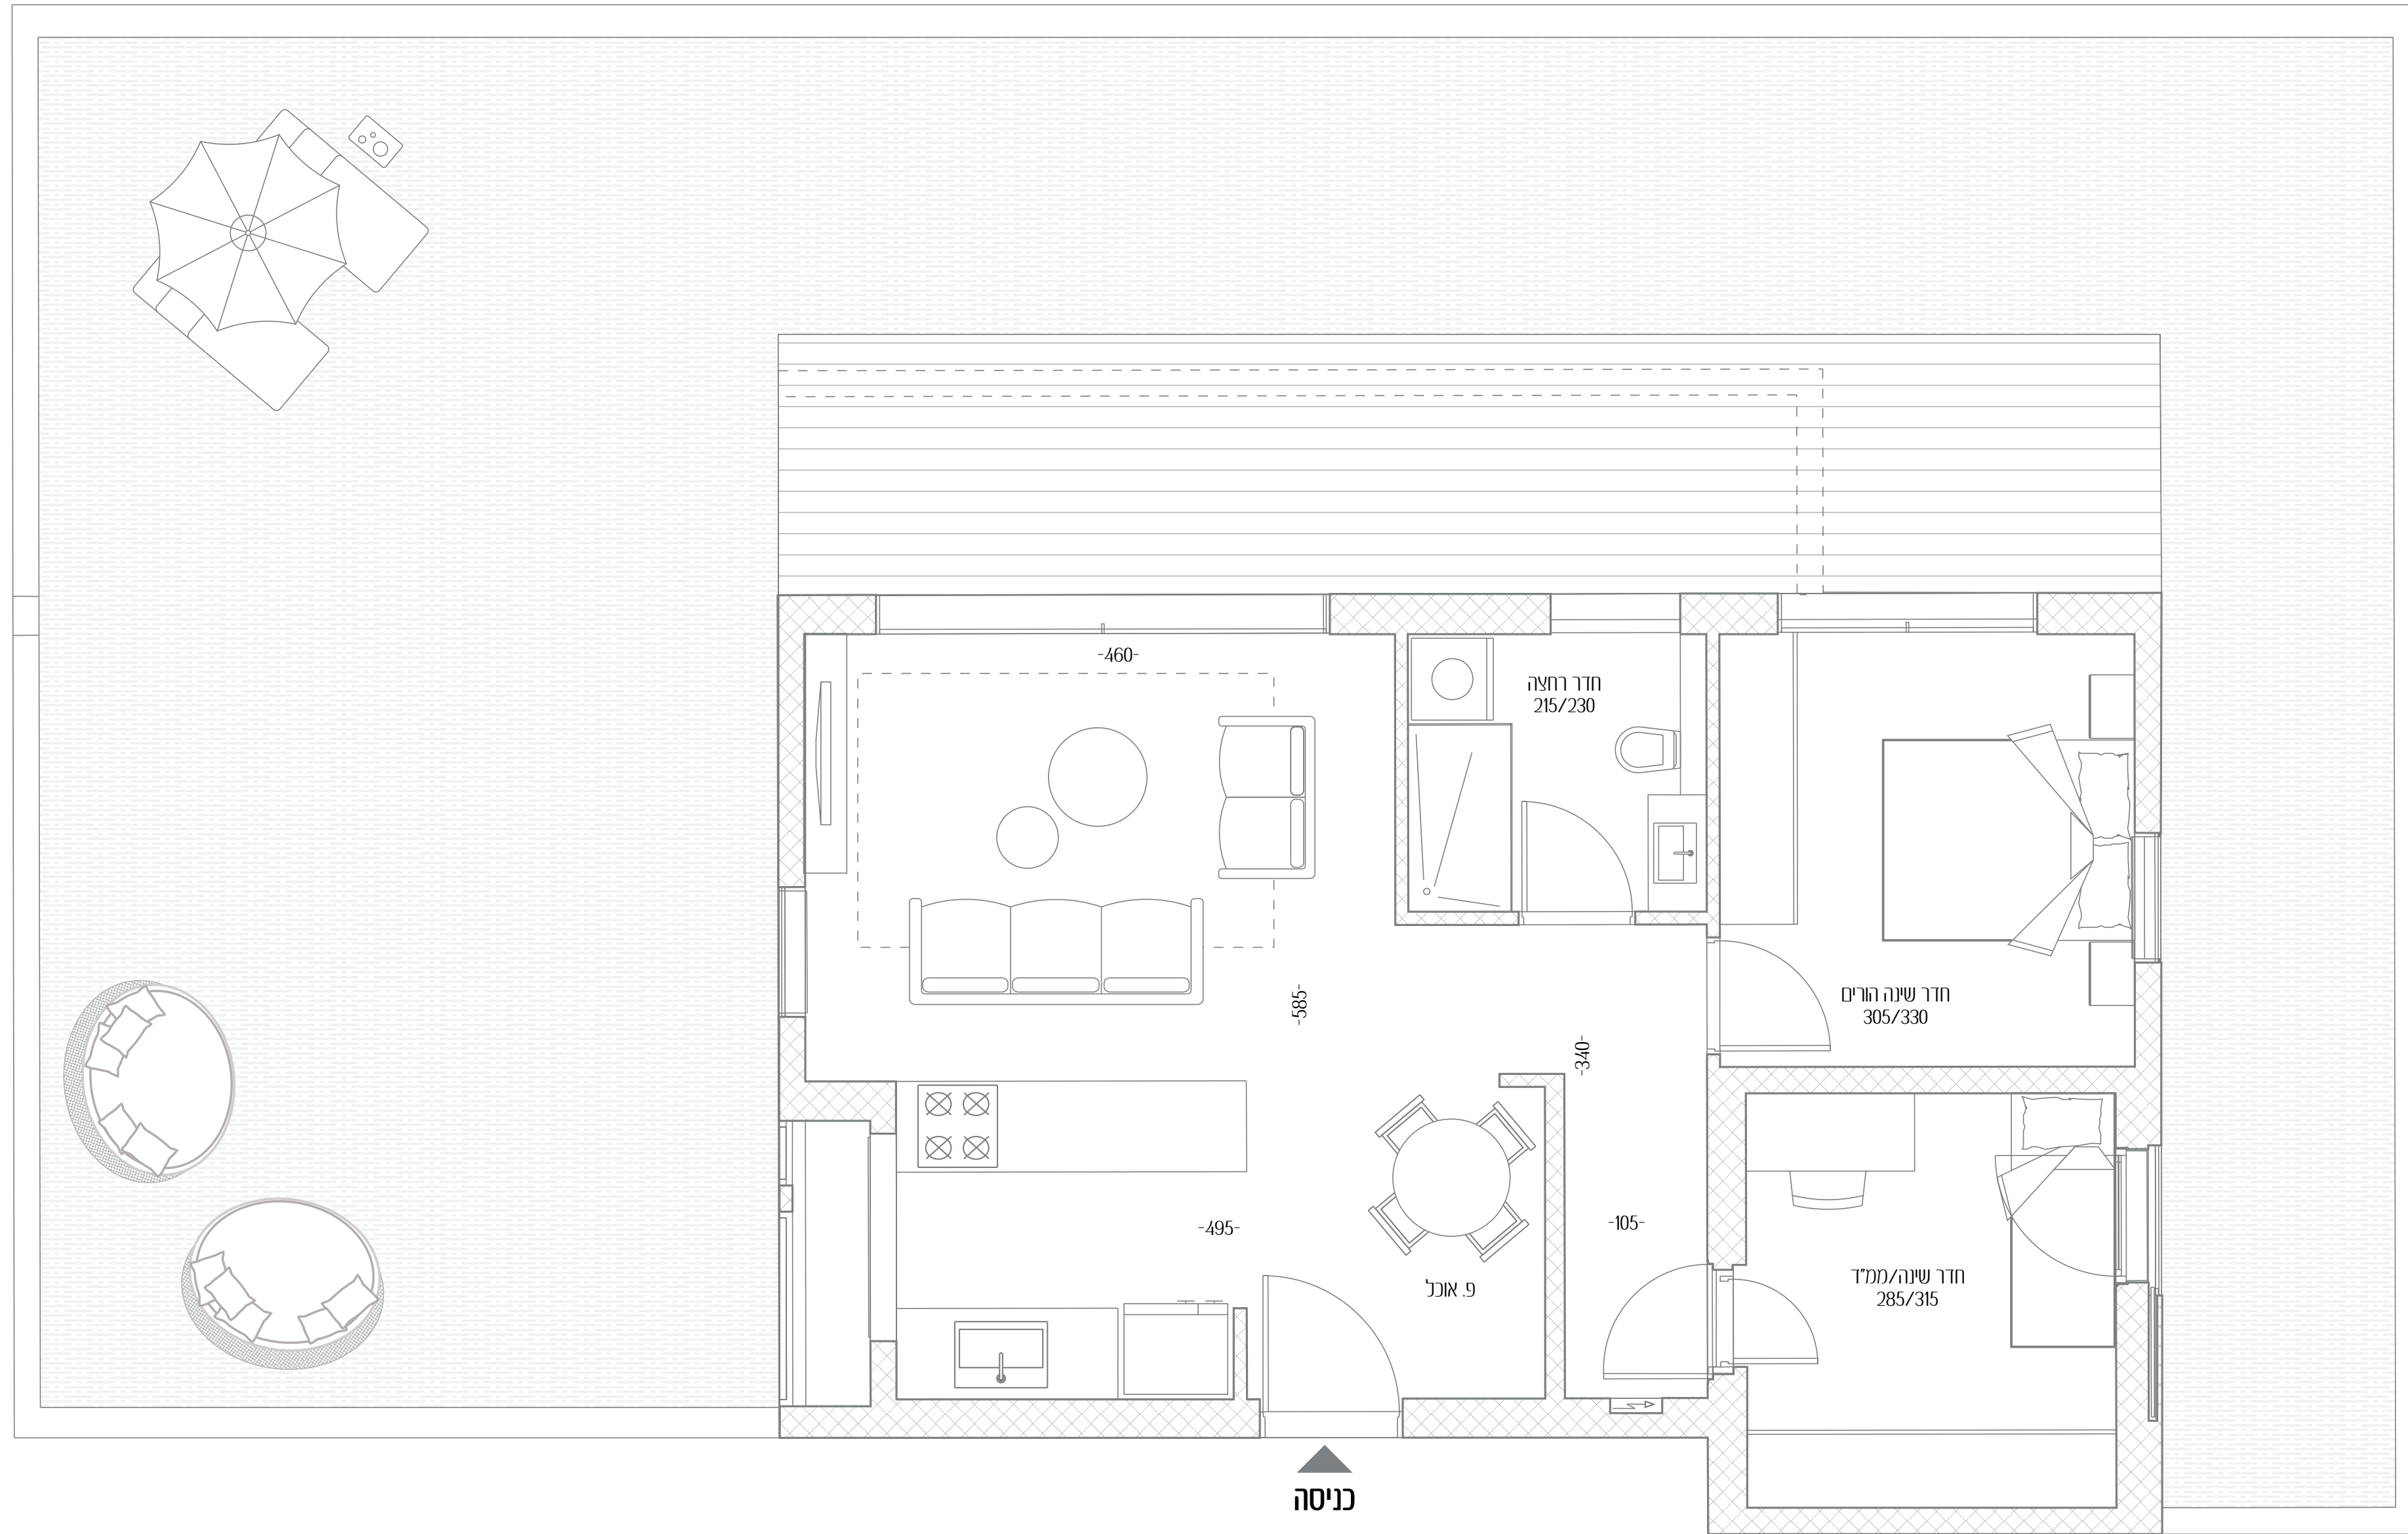 -460-
חדר רחצה
215/230
חדר שינה הורים
305/330
-585-
-340-
-495-
-105-
פ. אוכל
חדר שינה/ממ"ד
285/315
כניסה